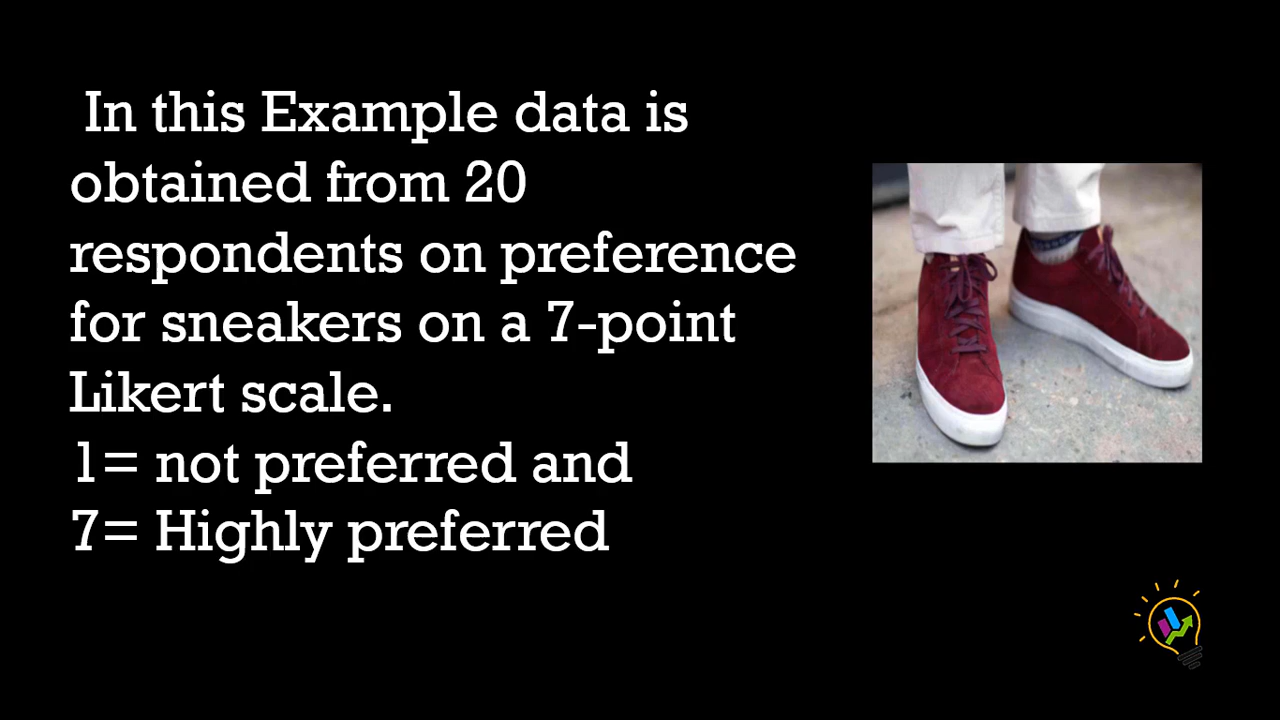 In this Example data is
obtained from 20
respondents on preference
for sneakers on a 7-point
Likert scale.
1= not preferred and
7= Highly preferred